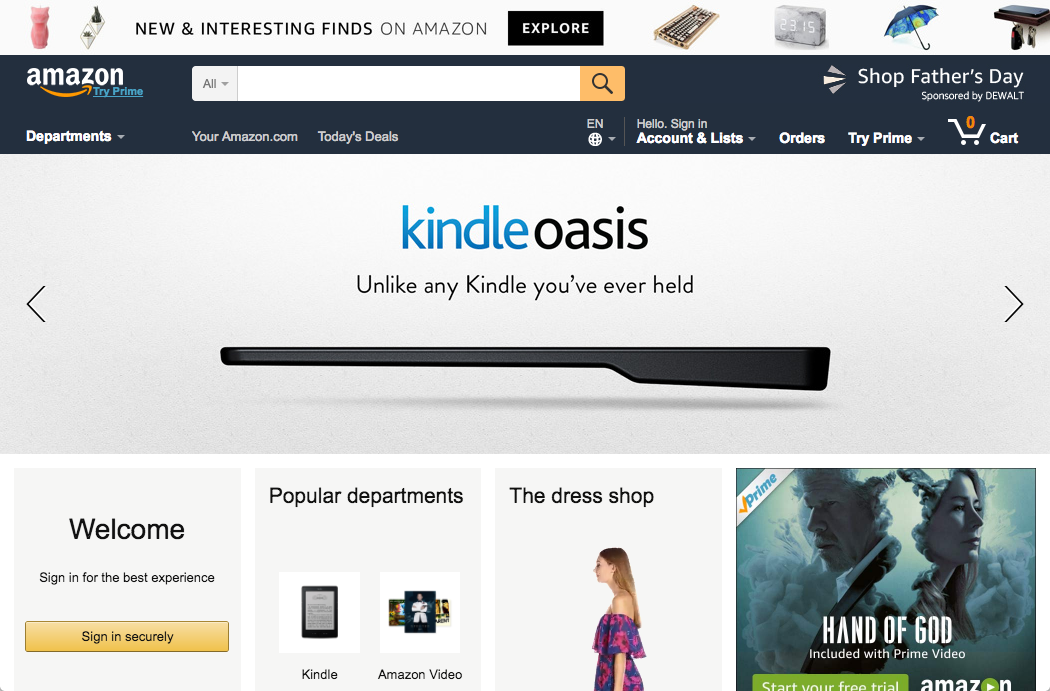 NEW & INTERESTING FINDS ON AMAZON EXPLORE
23:15
amazon
Try Prime
All
Shop Father's Day
Sponsored by DEWALT
Departments
Your Amazon.com Today's Deals
EN
Hello. Sign in
Account & Lists
Orders
Try Prime
0
Cart
kindle oasis
Unlike any Kindle you've ever held
Welcome
Sign in for the best experience
Sign in securely
Popular departments
Kindle
Amazon Video
The dress shop
Prime
HAND OF GOD
Included with Prime Video
Start your free trial
amazon